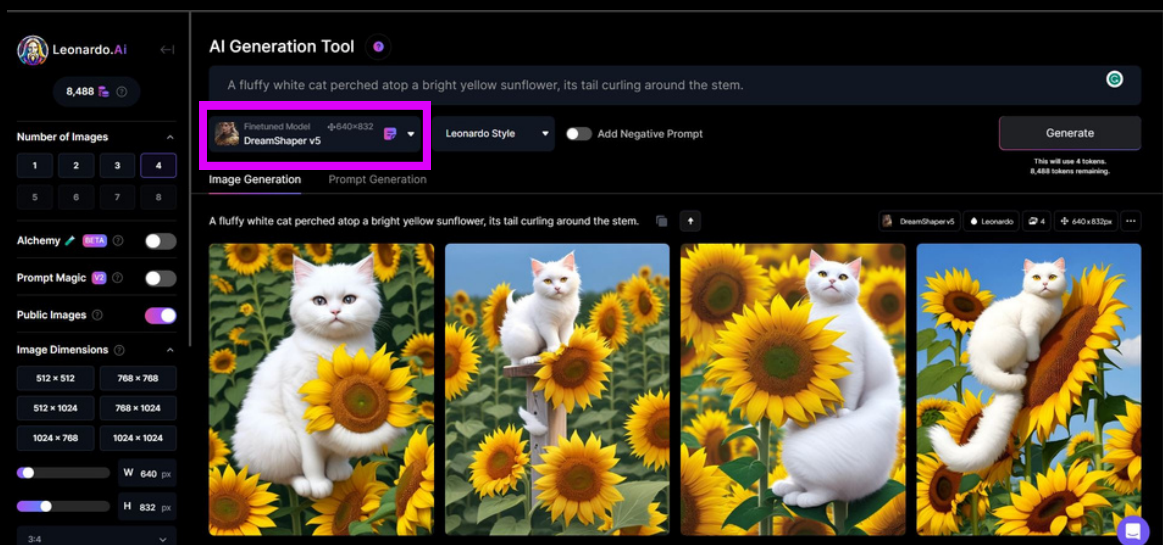 Leonardo.Ai
8,488
Number of Images
1 2 3 4
5 6 7 8
Alchemy BETA
Prompt Magic V2
Public Images
Image Dimensions
512 × 512 768 × 768
512 × 1024 768 × 1024
1024 × 768 1024 × 1024
W 640 px
H 832 px
3:4
AI Generation Tool ?
A fluffy white cat perched atop a bright yellow sunflower, its tail curling around the stem.
Finetuned Model 640×832
DreamShaper v5
Leonardo Style
Add Negative Prompt
Generate
This will use 4 tokens.
8,488 tokens remaining.
Image Generation Prompt Generation
A fluffy white cat perched atop a bright yellow sunflower, its tail curling around the stem.
DreamShaper v5 Leonardo 4 640 x 832px